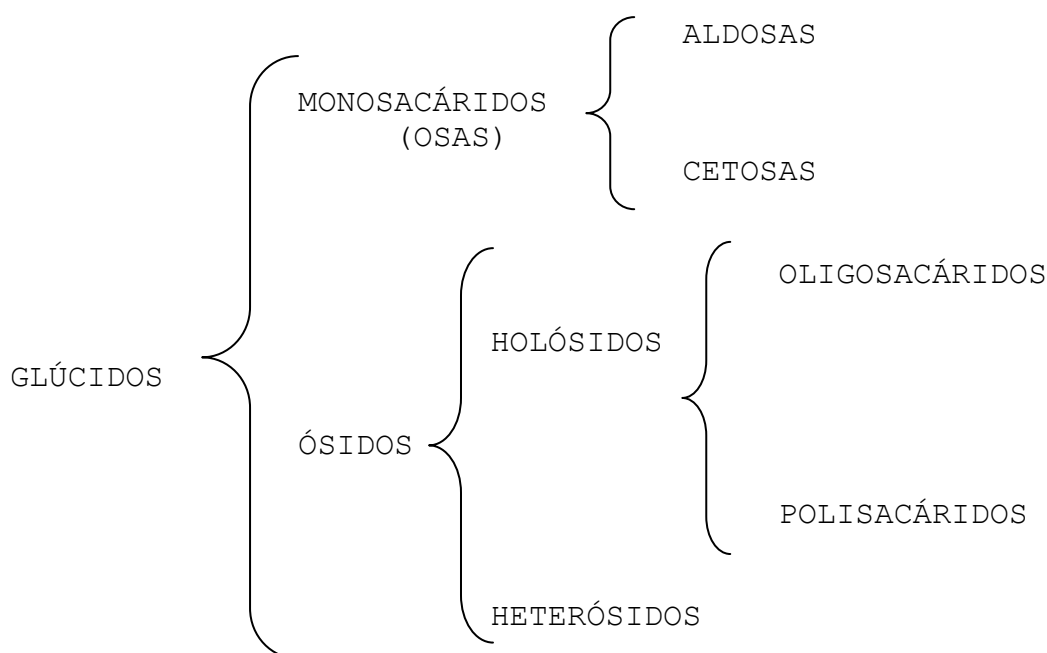 ALDOSAS
MONOSACÁRIDOS
(OSAS)
CETOSAS
OLIGOSACÁRIDOS
HOLÓSIDOS
GLÚCIDOS
ÓSIDOS
POLISACÁRIDOS
HETERÓSIDOS